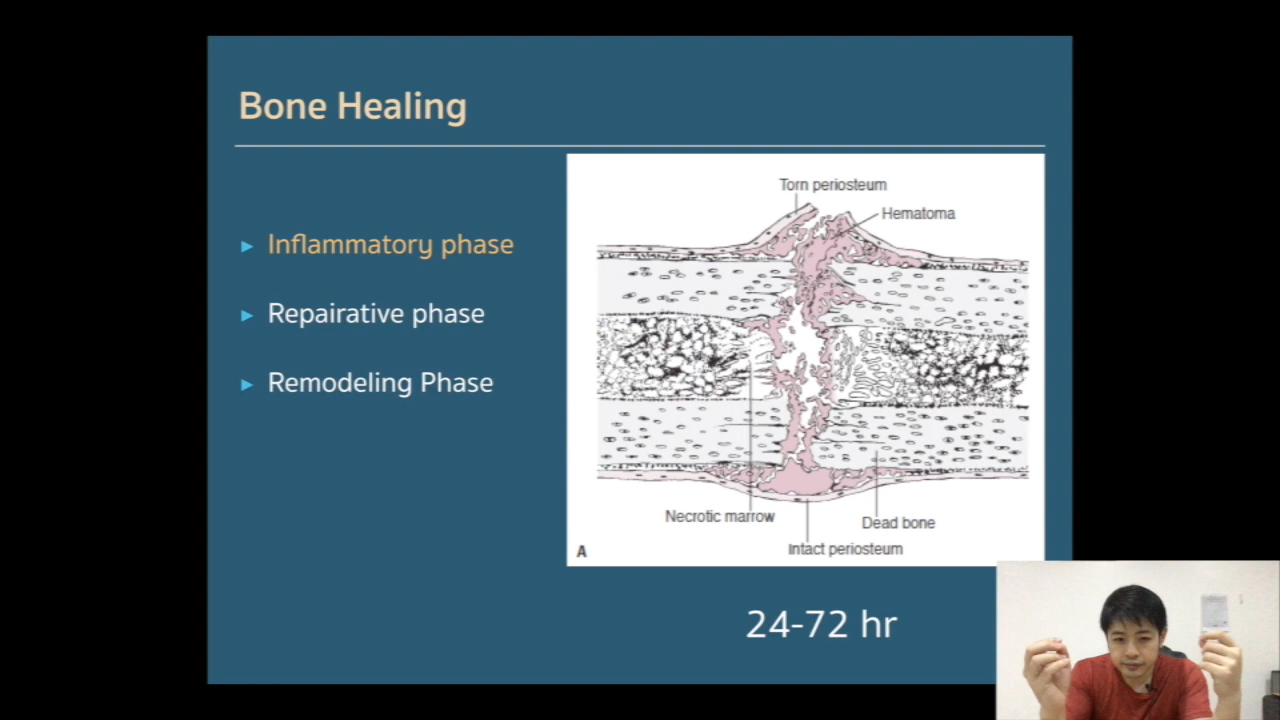 Bone Healing
Inflammatory phase
Repairative phase
Remodeling Phase
Torn periosteum
Hematoma
Necrotic marrow
Dead bone
Intact periosteum
A
24-72 hr